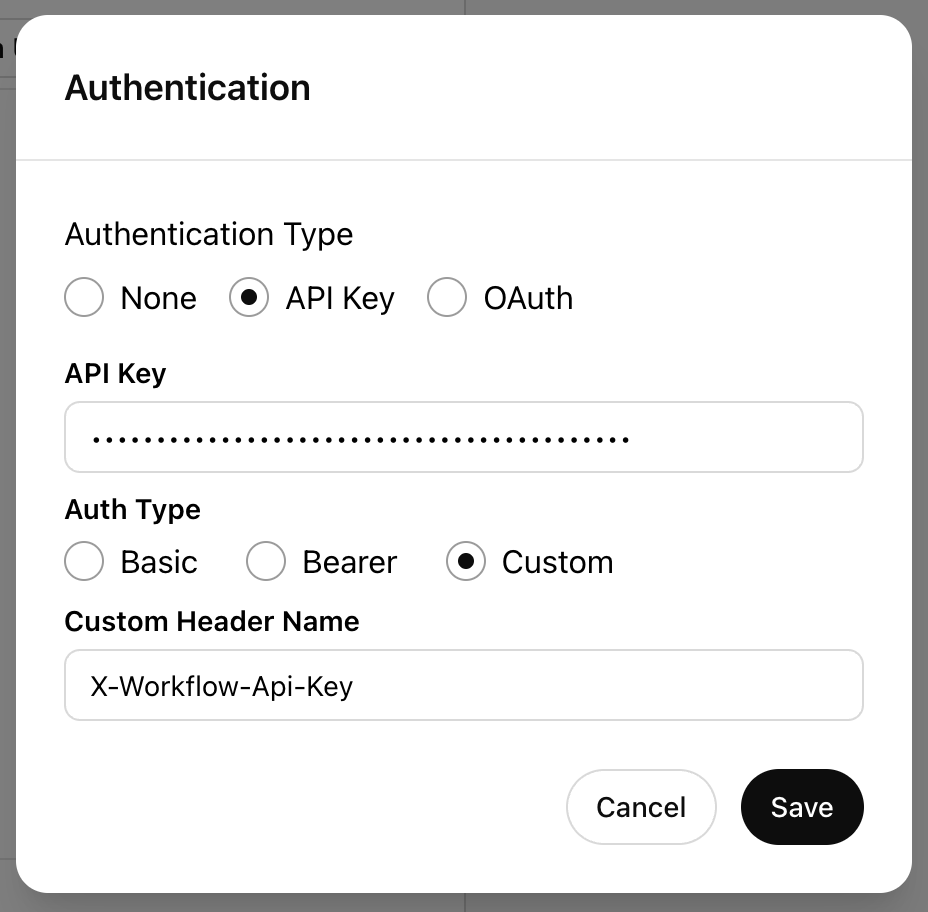 Authentication
Authentication Type
None API Key OAuth
API Key
••••••••••••••••••••••••••••••••••••••••••
Auth Type
Basic Bearer Custom
Custom Header Name
X-Workflow-Api-Key
Cancel Save